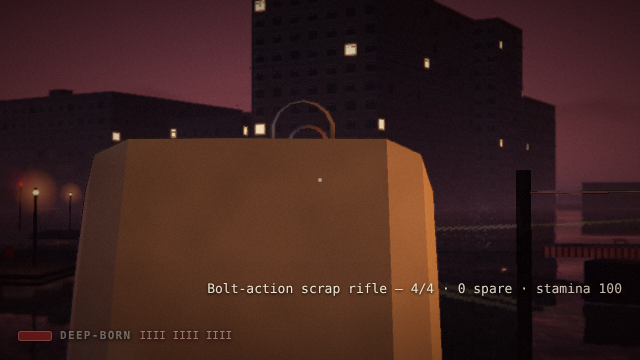 Bolt-action scrap rifle — 4/4 · 0 spare · stamina 100
DEEP-BORN IIII IIII IIII